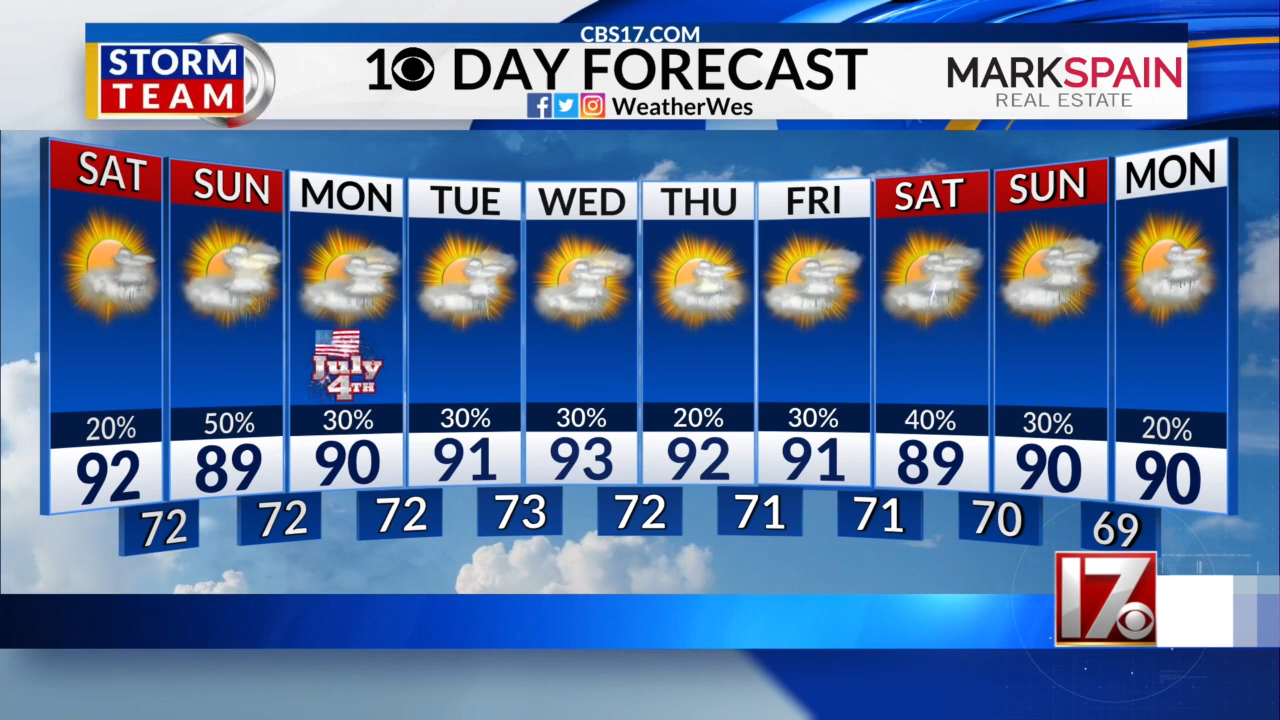 CBS17.COM
STORM
TEAM
10 DAY FORECAST
WeatherWes
MARKSPAIN
REAL ESTATE
SAT SUN MON TUE WED THU FRI SAT SUN MON
July
4TH
20% 50% 30% 30% 30% 20% 30% 40% 30% 20%
92 89 90 91 93 92 91 89 90 90
72 72 72 73 72 71 71 70 69
17